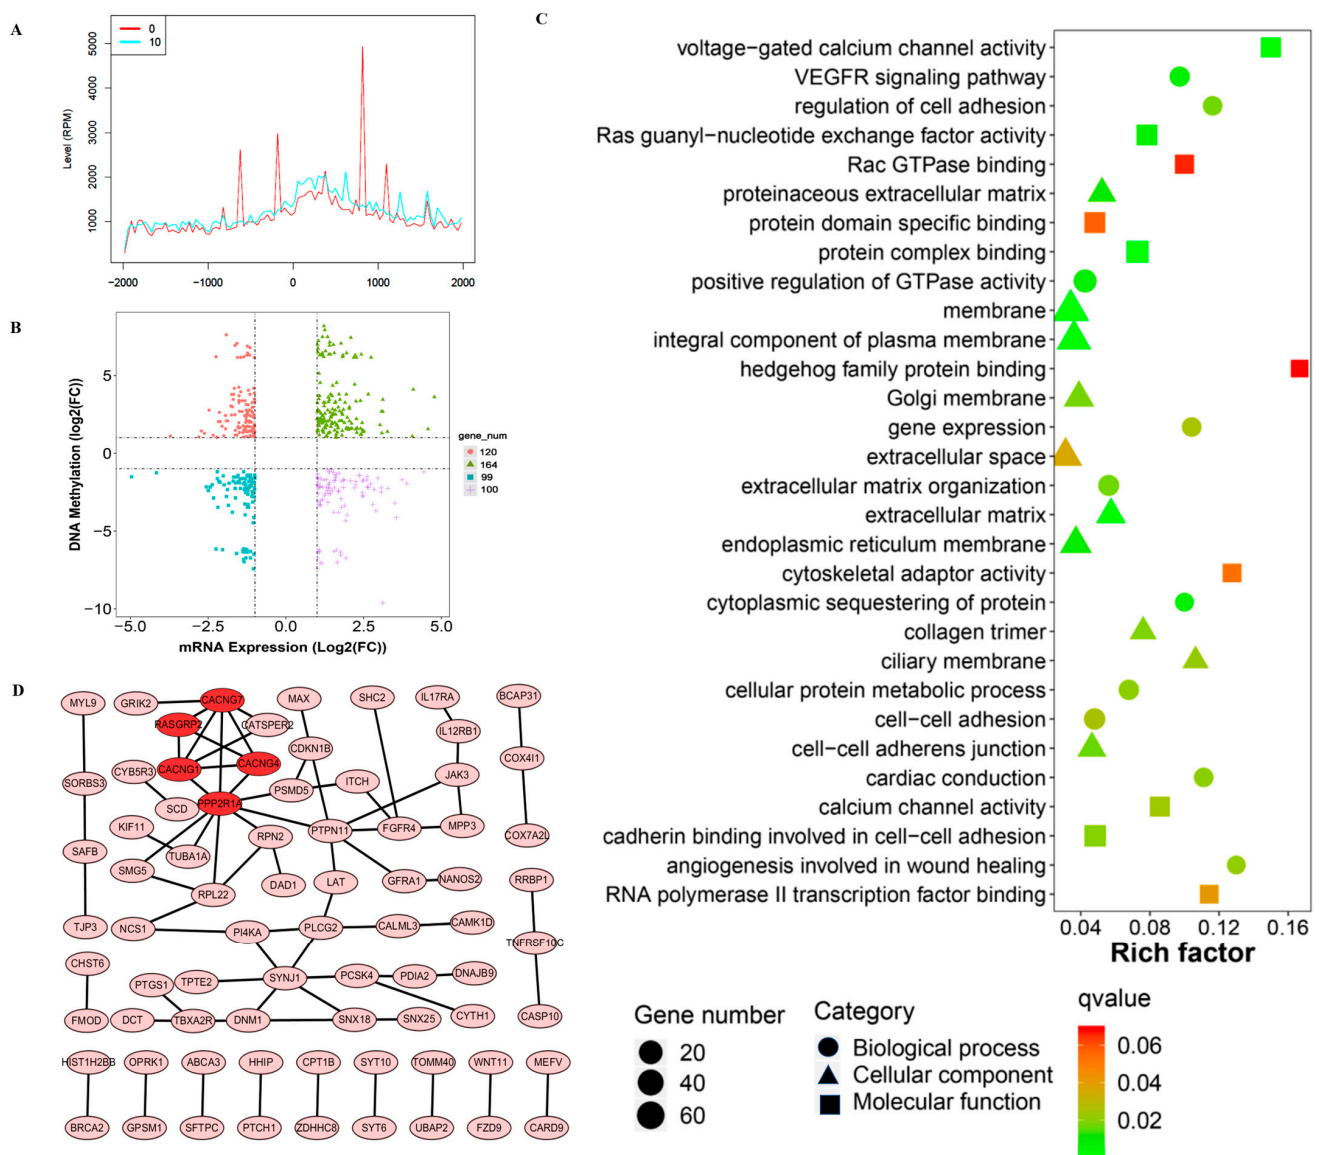 A
0
10
Level (RPM)
5000
4000
3000
2000
1000
−2000
−1000
0
1000
2000
B
DNA Methylation (log2(FC))
5
0
−5
−10
−5.0
−2.5
0.0
2.5
5.0
mRNA Expression (Log2(FC))
gene_num
120
164
99
100
C
voltage−gated calcium channel activity
VEGFR signaling pathway
regulation of cell adhesion
Ras guanyl−nucleotide exchange factor activity
Rac GTPase binding
proteinaceous extracellular matrix
protein domain specific binding
protein complex binding
positive regulation of GTPase activity
membrane
integral component of plasma membrane
hedgehog family protein binding
Golgi membrane
gene expression
extracellular space
extracellular matrix organization
extracellular matrix
endoplasmic reticulum membrane
cytoskeletal adaptor activity
cytoplasmic sequestering of protein
collagen trimer
ciliary membrane
cellular protein metabolic process
cell−cell adhesion
cell−cell adherens junction
cardiac conduction
calcium channel activity
cadherin binding involved in cell−cell adhesion
angiogenesis involved in wound healing
RNA polymerase II transcription factor binding
0.04 0.08 0.12 0.16
Rich factor
Gene number
20
40
60
Category
Biological process
Cellular component
Molecular function
qvalue
0.06
0.04
0.02
D
MYL9 GRIK2 CACNG7 MAX SHC2 IL17RA BCAP31
RASGRP2 CATSPER2 IL12RB1
CDKN1B
CYB5R3 CACNG1 CACNG4 COX4I1
SORBS3 PSMD5 ITCH JAK3
SCD PPP2R1A
KIF11 RPN2 PTPN11 FGFR4 MPP3 COX7A2L
SAFB TUBA1A
SMG5 DAD1 LAT GFRA1 NANOS2 RRBP1
RPL22
TJP3 NCS1 PI4KA PLCG2 CALML3 CAMK1D
TNFRSF10C
CHST6 PTGS1 TPTE2 SYNJ1 PCSK4 PDIA2 DNAJB9
FMOD DCT TBXA2R DNM1 SNX18 SNX25 CYTH1 CASP10
HIST1H2BB OPRK1 ABCA3 HHIP CPT1B SYT10 TOMM40 WNT11 MEFV
BRCA2 GPSM1 SFTPC PTCH1 ZDHHC8 SYT6 UBAP2 FZD9 CARD9